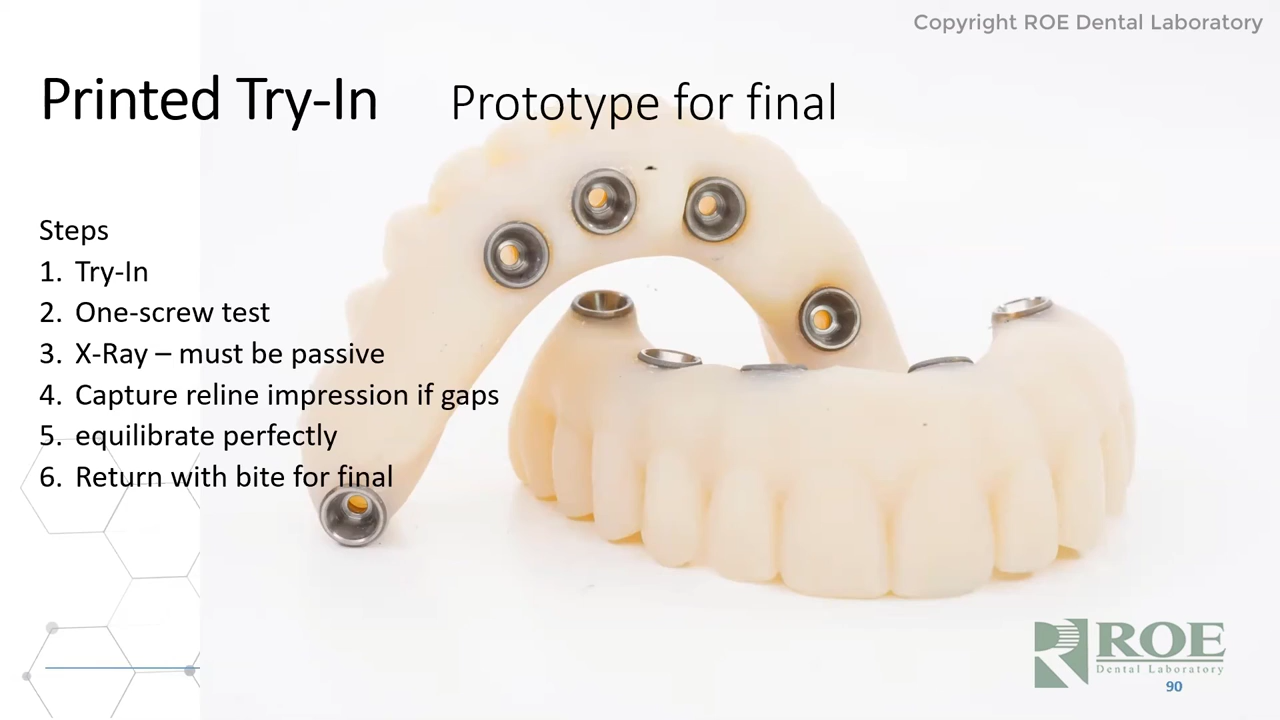 Copyright ROE Dental Laboratory
Printed Try-In Prototype for final
Steps
1. Try-In
2. One-screw test
3. X-Ray – must be passive
4. Capture reline impression if gaps
5. equilibrate perfectly
6. Return with bite for final
ROE
Dental Laboratory
90